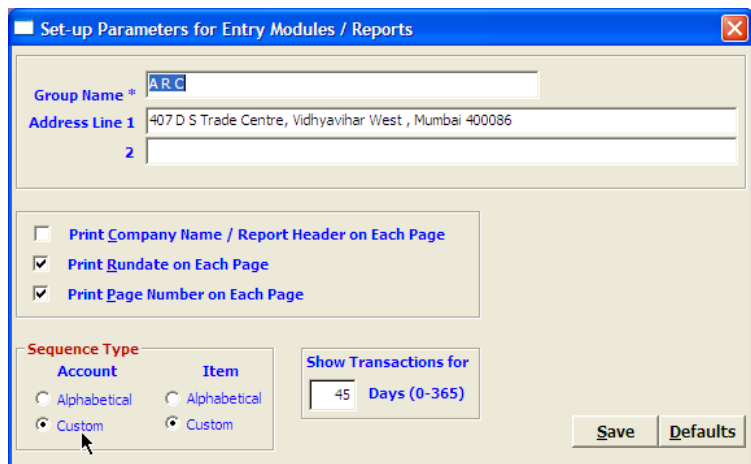 Set-up Parameters for Entry Modules / Reports
Group Name * A R C
Address Line 1 407 D S Trade Centre, Vidhyavihar West , Mumbai 400086
2
Print Company Name / Report Header on Each Page
Print Rundate on Each Page
Print Page Number on Each Page
Sequence Type
Account Item
Alphabetical Alphabetical
Custom Custom
Show Transactions for
45 Days (0-365)
Save Defaults